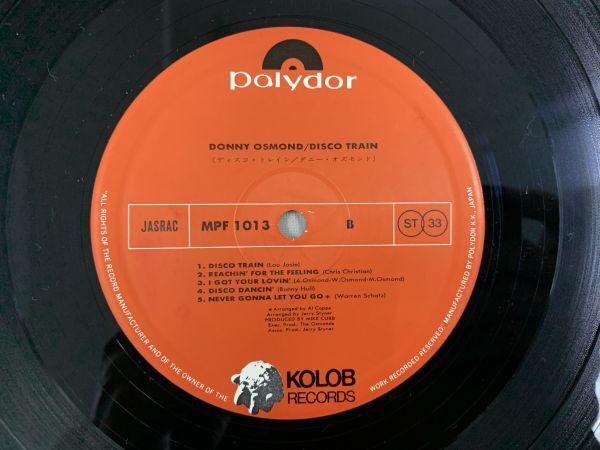 polydor
DONNY OSMOND/DISCO TRAIN
(ディスコ・トレイン/ダニー・オズモンド)
JASRAC MPF 1013 B ST 33
1. DISCO TRAIN (Lou Josie)
2. REACHIN' FOR THE FEELING (Chris Christian)
3. I GOT YOUR LOVIN' (A.Osmond-W.Osmond-M.Osmond)
4. DISCO DANCIN' (Bunny Hull)
5. NEVER GONNA LET YOU GO * (Warren Schatz)
* Arranged by Al Capps
Arranged by Jerry Styner
PRODUCED BY MIKE CURB
Exec. Prod.: The Osmonds
Assoc. Prod.: Jerry Styner
KOLOB
RECORDS
"ALL RIGHTS OF THE RECORD MANUFACTURER AND OF THE OWNER OF THE
WORK RECORDED RESERVED." MANUFACTURED BY POLYDOR K.K., JAPAN